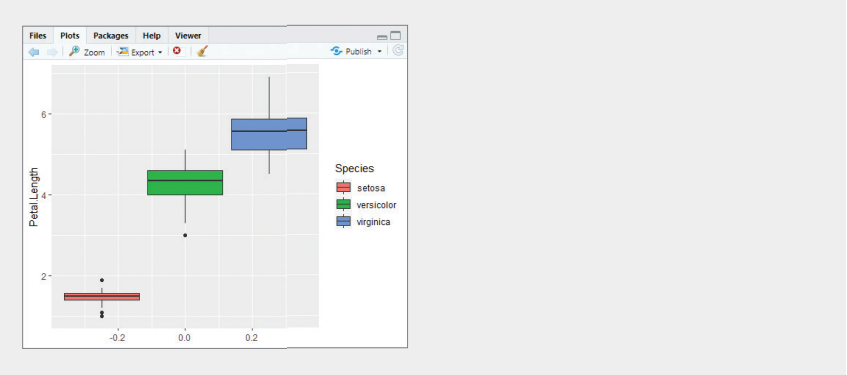 Files Plots Packages Help Viewer
Zoom Export Publish
6
4
2
Petal.Length
-0.2 0.0 0.2
Species
setosa
versicolor
virginica